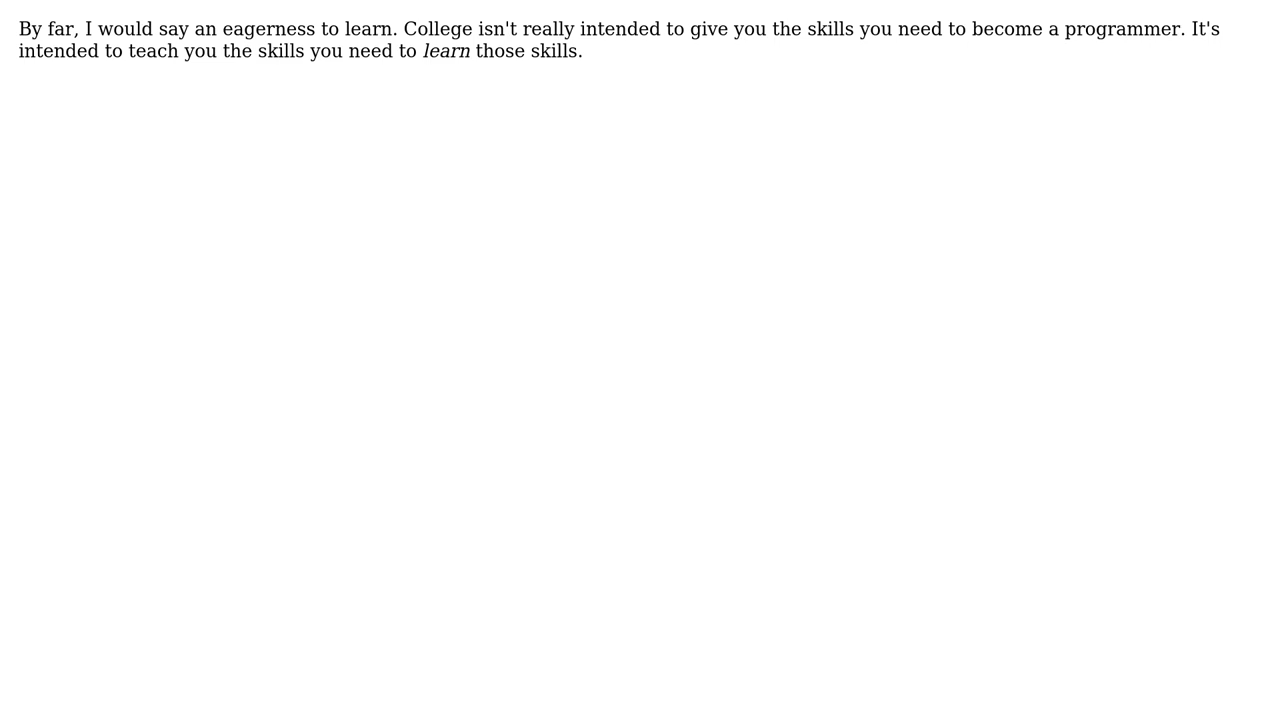 By far, I would say an eagerness to learn. College isn't really intended to give you the skills you need to become a programmer. It's
intended to teach you the skills you need to learn those skills.